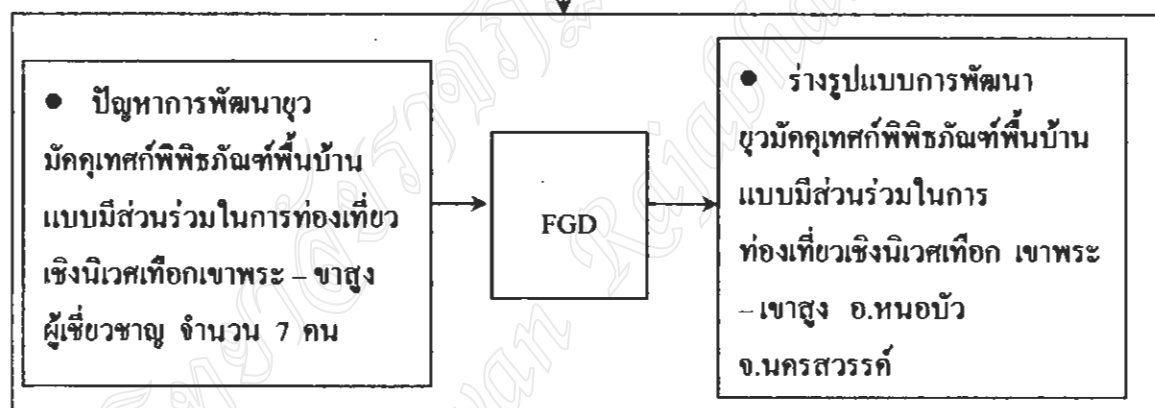 ● ปัญหาการพัฒนายุว
มัคคุเทศก์พิพิธภัณฑ์พื้นบ้าน
แบบมีส่วนร่วมในการท่องเที่ยว
เชิงนิเวศเทือกเขาพระ – ขาสูง
ผู้เชี่ยวชาญ จำนวน 7 คน
FGD
● ร่างรูปแบบการพัฒนา
ยุวมัคคุเทศก์พิพิธภัณฑ์พื้นบ้าน
แบบมีส่วนร่วมในการ
ท่องเที่ยวเชิงนิเวศเทือก เขาพระ
– เขาสูง อ.หนอบัว
จ.นครสวรรค์